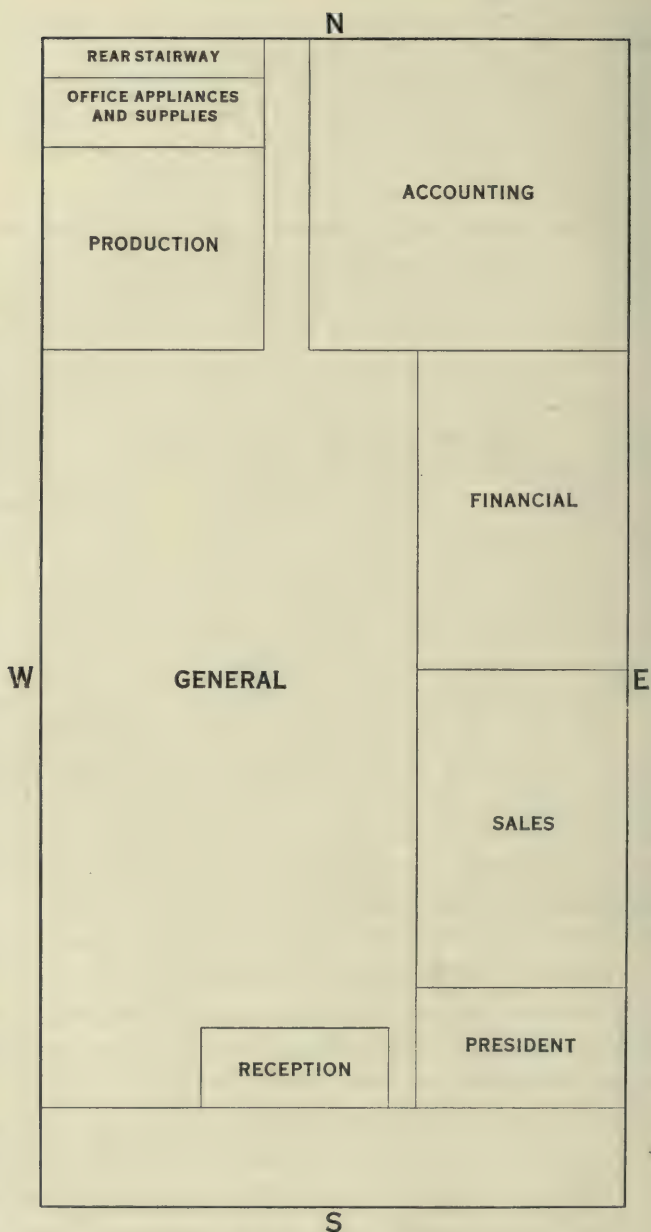 N
REAR STAIRWAY
OFFICE APPLIANCES
AND SUPPLIES
ACCOUNTING
PRODUCTION
FINANCIAL
W
GENERAL
E
SALES
PRESIDENT
RECEPTION
S